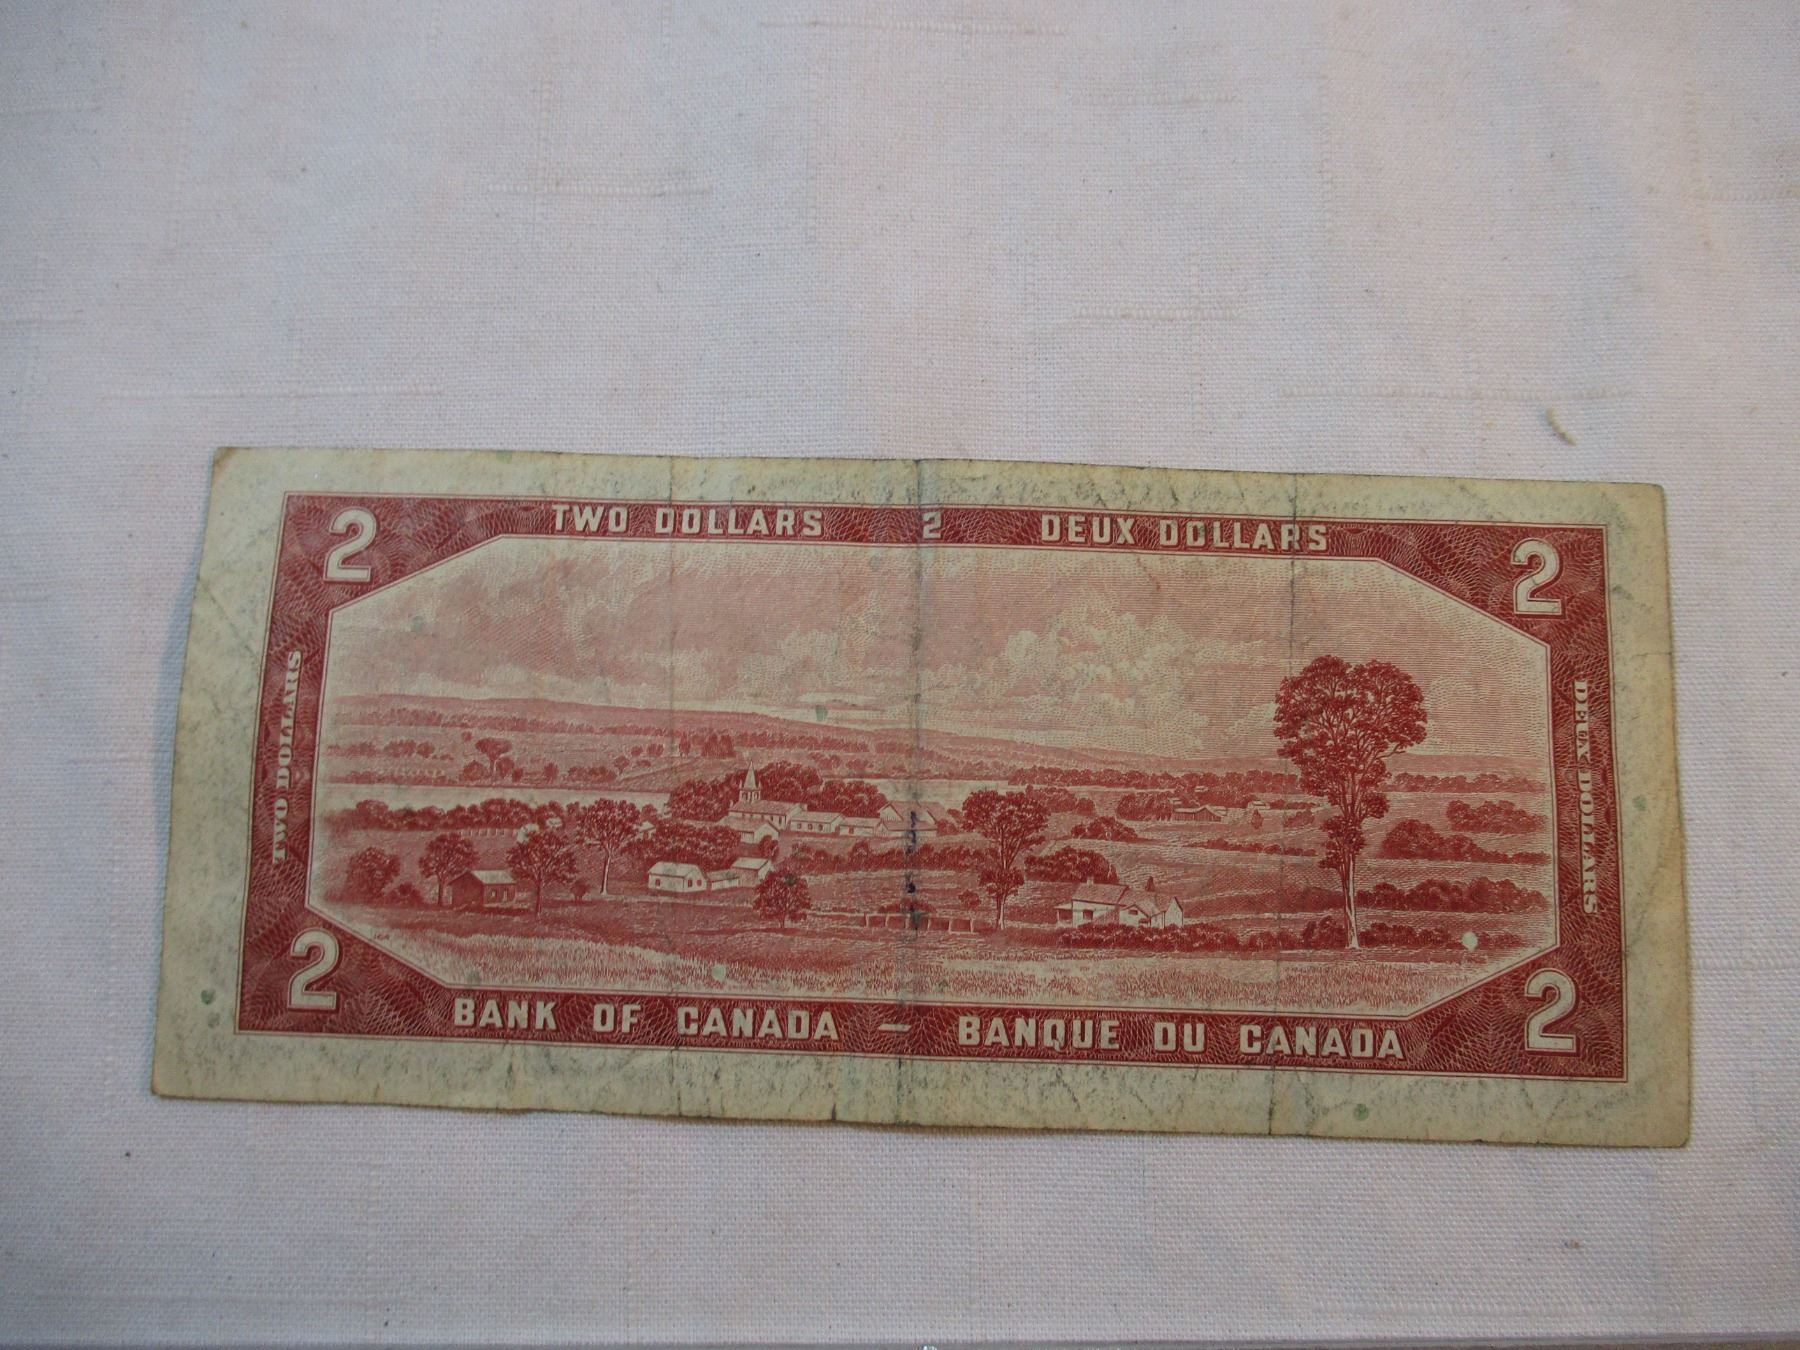 2 TWO DOLLARS 2 DEUX DOLLARS 2
TWO DOLLARS
DEUX DOLLARS
2 BANK OF CANADA — BANQUE DU CANADA 2